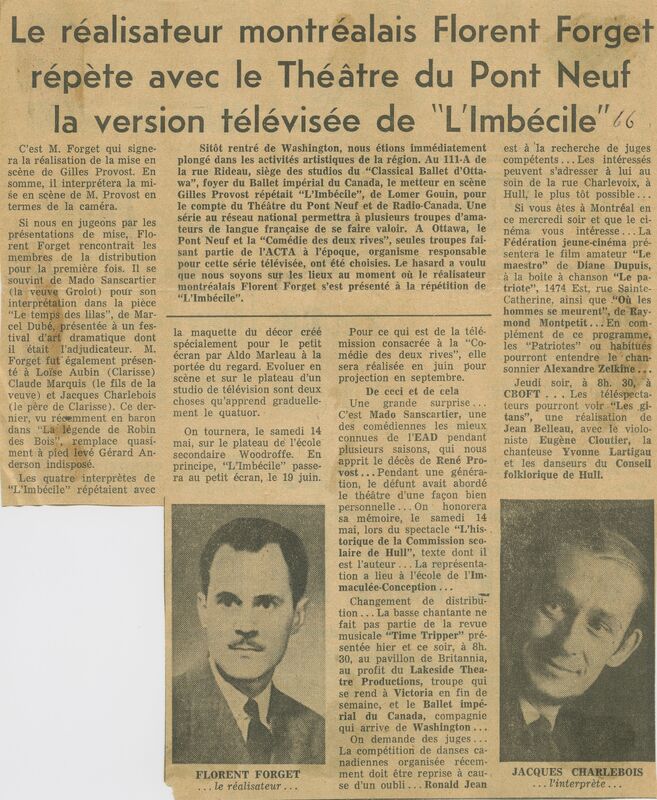 Le réalisateur montréalais Florent Forget
répète avec le Théâtre du Pont Neuf
la version télévisée de "L'Imbécile" 66
C'est M. Forget qui signe-
ra la réalisation de la mise en
scène de Gilles Provost. En
somme, il interprétera la mi-
se en scène de M. Provost en
termes de la caméra.
Si nous en jugeons par les
présentations de mise, Flo-
rent Forget rencontrait les
membres de la distribution
pour la première fois. Il se
souvint de Mado Sanscartier
(la veuve Grolot) pour son
interprétation dans la pièce
"Le temps des lilas", de Mar-
cel Dubé, présentée à un fes-
tival d'art dramatique dont
il était l'adjudicateur. M.
Forget fut également présen-
té à Loïse Aubin (Clarisse)
Claude Marquis (le fils de la
veuve) et Jacques Charlebois
(le père de Clarisse). Ce der-
nier, vu récemment en baron
dans "La légende de Robin
des Bois", remplace quasi-
ment à pied levé Gérard An-
derson indisposé.
Les quatre interprètes de
"L'Imbécile" répétaient avec
Sitôt rentré de Washington, nous étions immédiatement
plongé dans les activités artistiques de la région. Au 111-A de
la rue Rideau, siège des studios du "Classical Ballet d'Otta-
wa", foyer du Ballet impérial du Canada, le metteur en scène
Gilles Provost répétait "L'Imbécile", de Lomer Gouin, pour
le compte du Théâtre du Pont Neuf et de Radio-Canada. Une
série au réseau national permettra à plusieurs troupes d'ama-
teurs de langue française de se faire valoir. A Ottawa, le
Pont Neuf et la "Comédie des deux rives", seules troupes fai-
sant partie de l'ACTA à l'époque, organisme responsable
pour cette série télévisée, ont été choisies. Le hasard a voulu
que nous soyons sur les lieux au moment où le réalisateur
montréalais Florent Forget s'est présenté à la répétition de
"L'Imbécile".
la maquette du décor créé
spécialement pour le petit
écran par Aldo Marleau à la
portée du regard. Evoluer en
scène et sur le plateau d'un
studio de télévision sont deux
choses qu'apprend graduelle-
ment le quatuor.
On tournera, le samedi 14
mai, sur le plateau de l'école
secondaire Woodroffe. En
principe, "L'Imbécile" passe-
ra au petit écran, le 19 juin.
Pour ce qui est de la télé-
mission consacrée à la "Co-
médie des deux rives", elle
sera réalisée en juin pour
projection en septembre.
De ceci et de cela
Une grande surprise...
C'est Mado Sanscartier, une
des comédiennes les mieux
connues de l'EAD pendant
plusieurs saisons, qui nous
apprit le décès de René Pro-
vost... Pendant une généra-
tion, le défunt avait abordé
le théâtre d'une façon bien
personnelle... On honorera
sa mémoire, le samedi 14
mai, lors du spectacle "L'his-
torique de la Commission sco-
laire de Hull", texte dont il
est l'auteur... La représenta-
tion a lieu à l'école de l'Im-
maculée-Conception...
Changement de distribu-
tion... La basse chantante ne
fait pas partie de la revue
musicale "Time Tripper" pré-
sentée hier et ce soir, à 8h.
30, au pavillon de Britannia,
au profit du Lakeside Thea-
tre Productions, troupe qui
se rend à Victoria en fin de
semaine, et le Ballet impé-
rial du Canada, compagnie
qui arrive de Washington...
On demande des juges...
La compétition de danses ca-
nadiennes organisée récem-
ment doit être reprise à cau-
se d'un oubli... Ronald Jean
est à la recherche de juges
compétents... Les intéressés
peuvent s'adresser à lui au
soin de la rue Charlevoix, à
Hull, le plus tôt possible...
Si vous êtes à Montréal en
ce mercredi soir et que le ci-
néma vous intéresse... La
Fédération jeune-cinéma pré-
sentera le film amateur "Le
maestro" de Diane Dupuis,
à la boîte à chanson "Le pa-
triote", 1474 Est, rue Sainte-
Catherine, ainsi que "Où les
hommes se meurent", de Ray-
mond Montpetit... En com-
plément de ce programme,
les "Patriotes" ou habitués
pourront entendre le chan-
sonnier Alexandre Zelkine...
Jeudi soir, à 8h. 30, à
CBOFT... Les téléspecta-
teurs pourront voir "Les gi-
tans", une réalisation de
Jean Belleau, avec le violo-
niste Eugène Cloutier, la
chanteuse Yvonne Lartigau
et les danseurs du Conseil
folklorique de Hull.
FLORENT FORGET
...le réalisateur...
JACQUES CHARLEBOIS
...l'interprète...